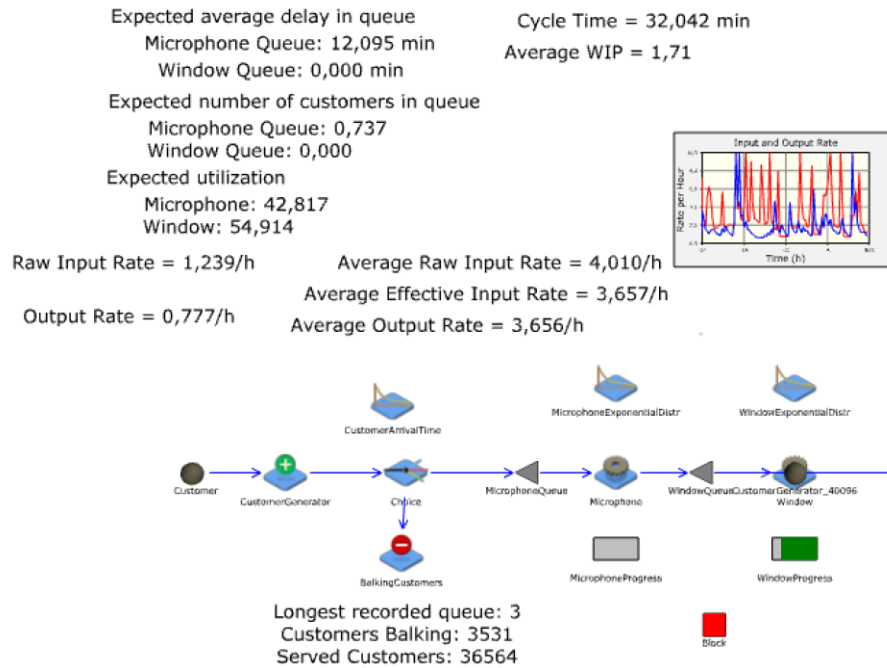 Expected average delay in queue
Microphone Queue: 12,095 min
Window Queue: 0,000 min
Cycle Time = 32,042 min
Average WIP = 1,71
Expected number of customers in queue
Microphone Queue: 0,737
Window Queue: 0,000
Expected utilization
Microphone: 42,817
Window: 54,914
Input and Output Rate
Rate per Hour
Time (h)
Raw Input Rate = 1,239/h
Average Raw Input Rate = 4,010/h
Average Effective Input Rate = 3,657/h
Output Rate = 0,777/h
Average Output Rate = 3,656/h
CustomerArrivalTime
MicrophoneExponentialDistr
WindowExponentialDistr
Customer
CustomerGenerator
Choice
MicrophoneQueue
Microphone
WindowQueue
CustomerGenerator_40096
Window
BalkingCustomers
MicrophoneProgress
WindowProgress
Longest recorded queue: 3
Customers Balking: 3531
Served Customers: 36564
Block